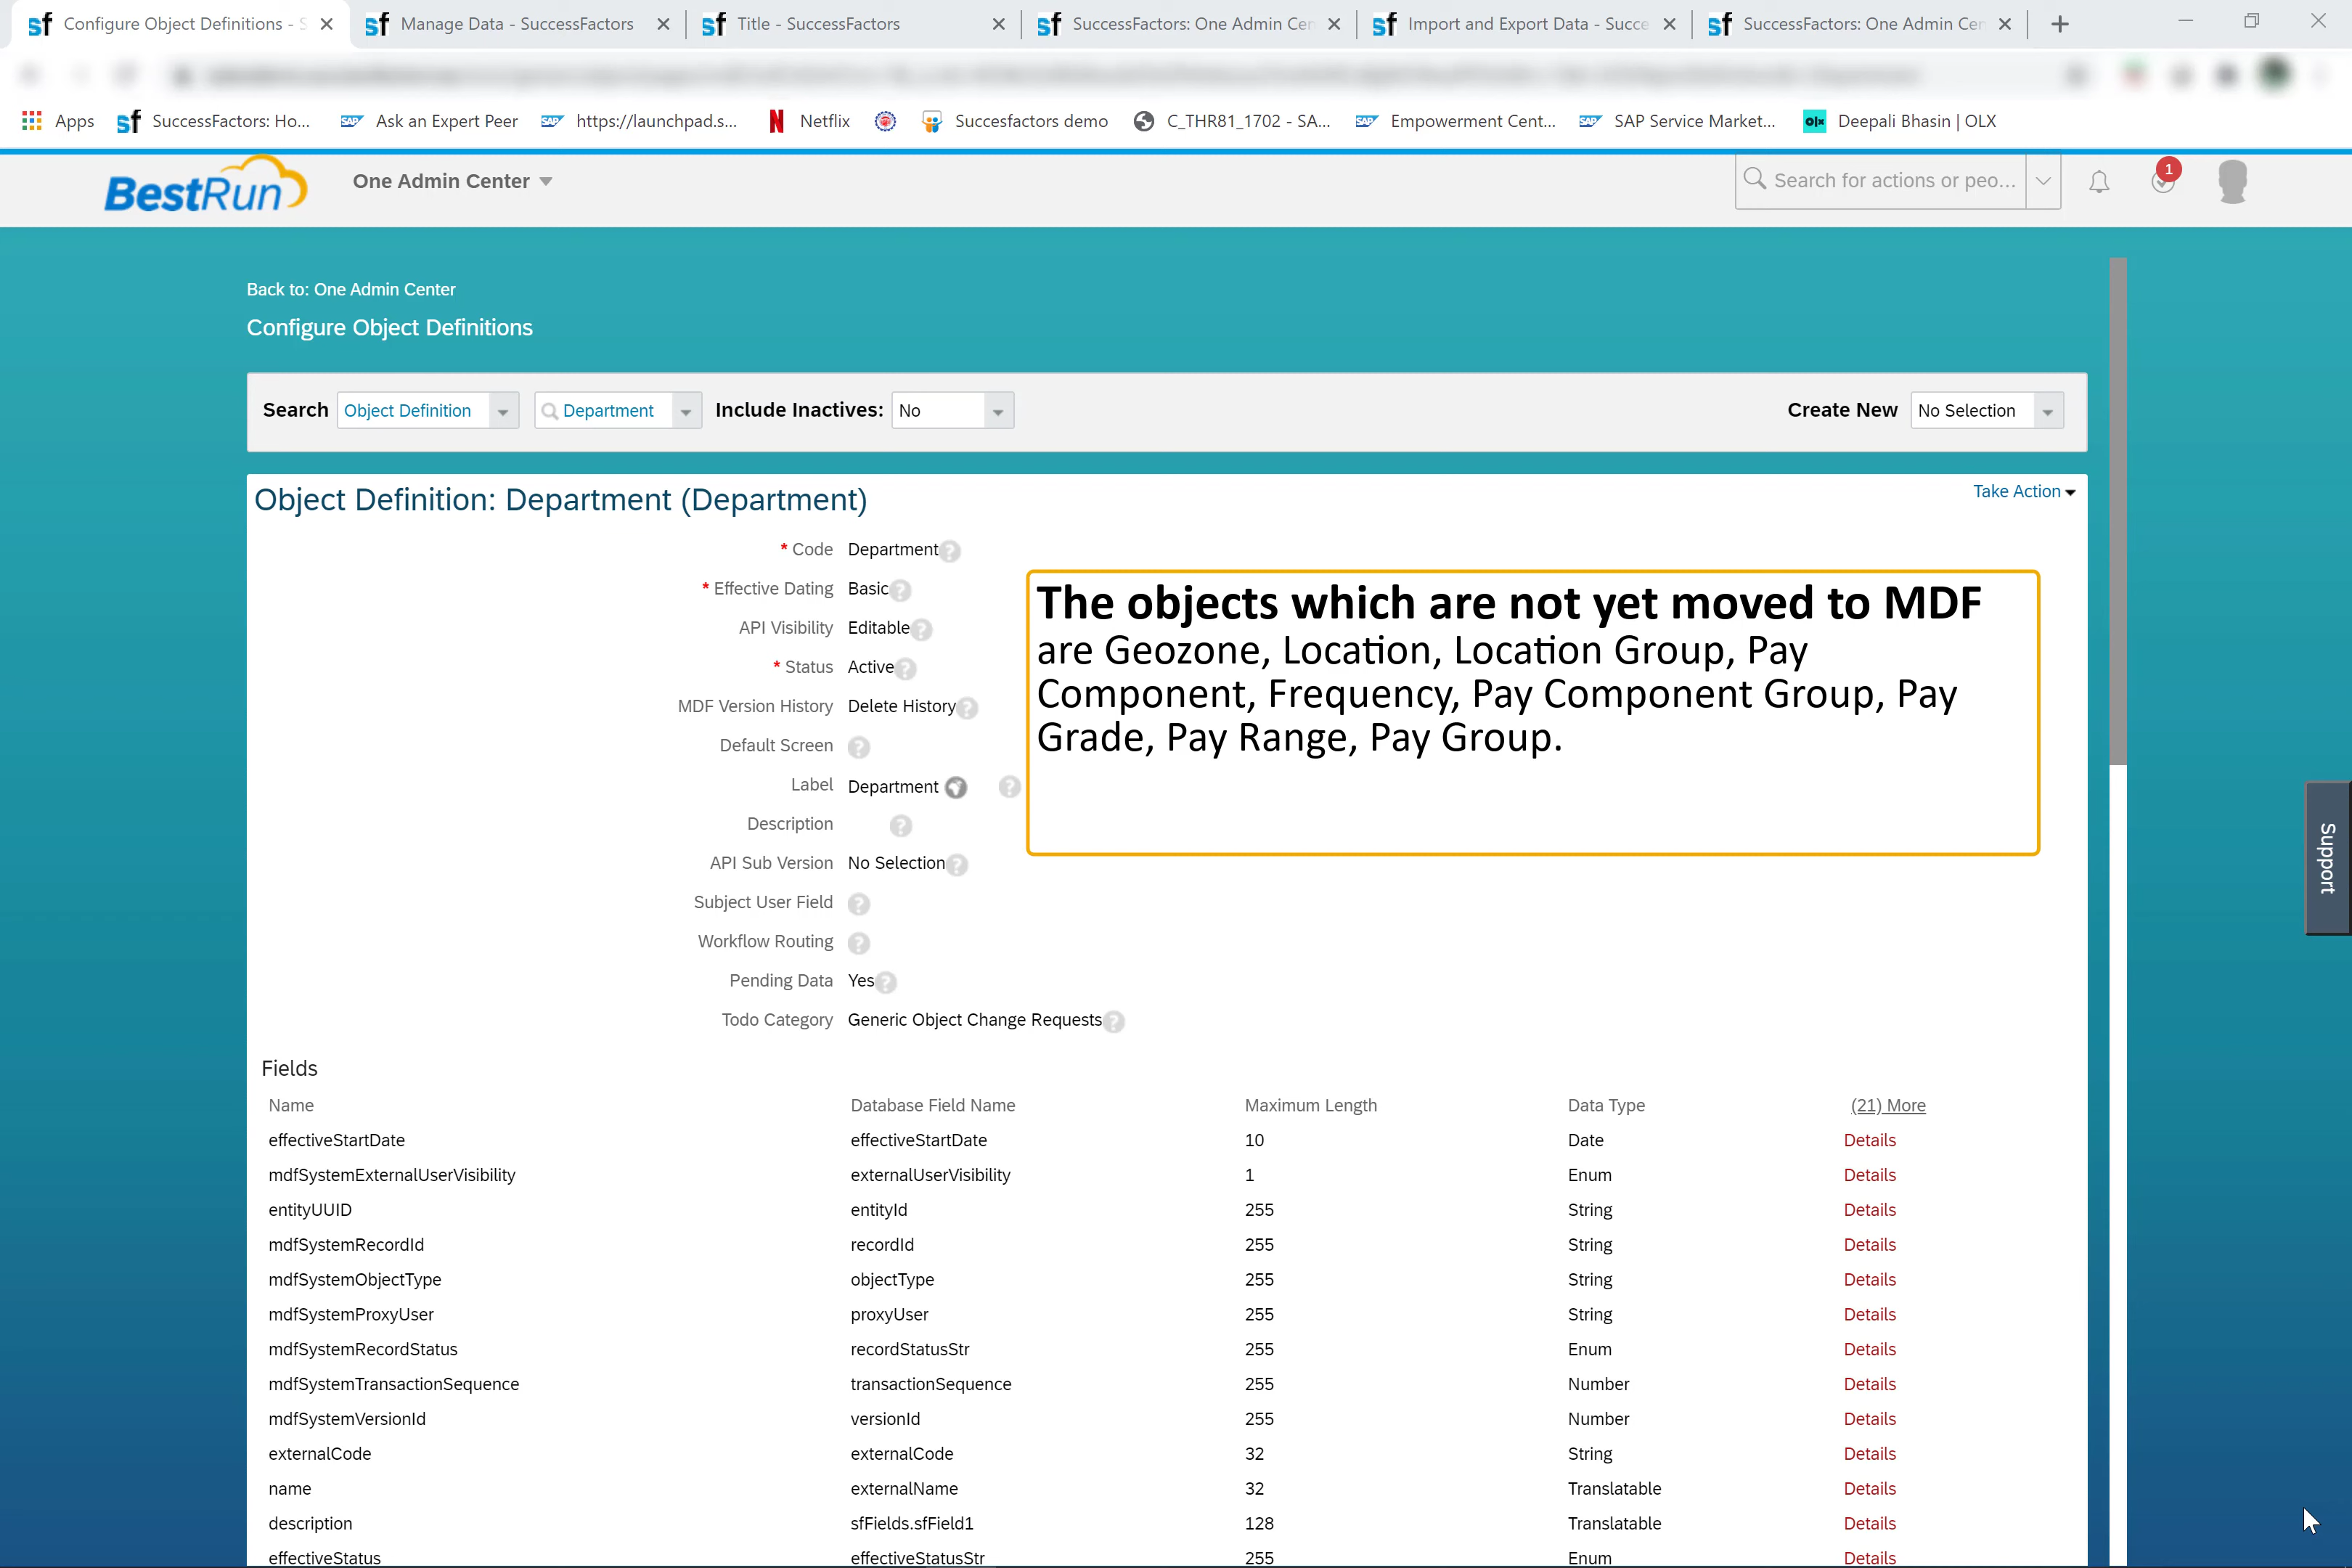 Configure Object Definitions - S
Manage Data - SuccessFactors
Title - SuccessFactors
SuccessFactors: One Admin Cen
Import and Export Data - Succe
SuccessFactors: One Admin Cen
Apps
SuccessFactors: Ho...
Ask an Expert Peer
https://launchpad.s...
Netflix
Succesfactors demo
C_THR81_1702 - SA...
Empowerment Cent...
SAP Service Market...
Deepali Bhasin | OLX
BestRun
One Admin Center
Search for actions or peo...
1
Back to: One Admin Center
Configure Object Definitions
Search Object Definition Department Include Inactives: No Create New No Selection
Object Definition: Department (Department)
Take Action
* Code Department
* Effective Dating Basic
API Visibility Editable
* Status Active
MDF Version History Delete History
Default Screen
Label Department
Description
API Sub Version No Selection
Subject User Field
Workflow Routing
Pending Data Yes
Todo Category Generic Object Change Requests
The objects which are not yet moved to MDF
are Geozone, Location, Location Group, Pay
Component, Frequency, Pay Component Group, Pay
Grade, Pay Range, Pay Group.
Support
Fields
Name Database Field Name Maximum Length Data Type (21) More
effectiveStartDate effectiveStartDate 10 Date Details
mdfSystemExternalUserVisibility externalUserVisibility 1 Enum Details
entityUUID entityId 255 String Details
mdfSystemRecordId recordId 255 String Details
mdfSystemObjectType objectType 255 String Details
mdfSystemProxyUser proxyUser 255 String Details
mdfSystemRecordStatus recordStatusStr 255 Enum Details
mdfSystemTransactionSequence transactionSequence 255 Number Details
mdfSystemVersionId versionId 255 Number Details
externalCode externalCode 32 String Details
name externalName 32 Translatable Details
description sfFields.sfField1 128 Translatable Details
effectiveStatus effectiveStatusStr 255 Enum Details